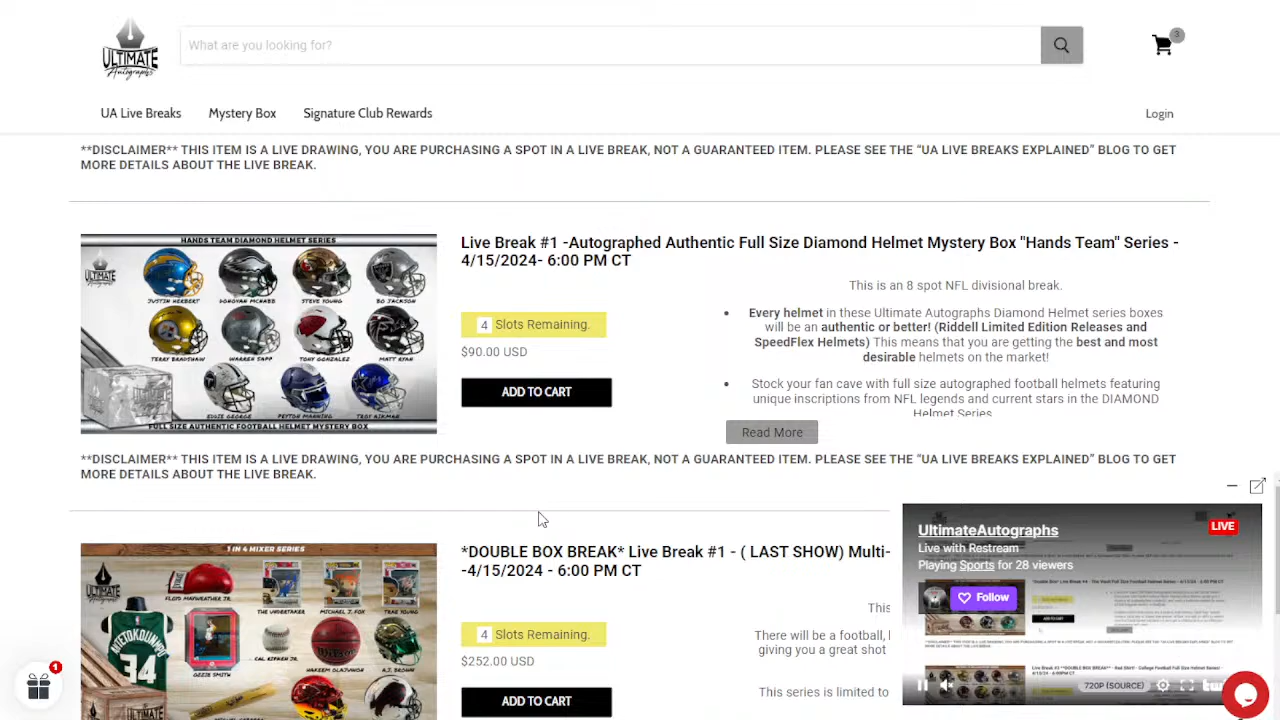 ULTIMATE
Autographs
What are you looking for?
3
UA Live Breaks
Mystery Box
Signature Club Rewards
Login
**DISCLAIMER** THIS ITEM IS A LIVE DRAWING, YOU ARE PURCHASING A SPOT IN A LIVE BREAK, NOT A GUARANTEED ITEM. PLEASE SEE THE “UA LIVE BREAKS EXPLAINED” BLOG TO GET
MORE DETAILS ABOUT THE LIVE BREAK.
HANDS TEAM DIAMOND HELMET SERIES
ULTIMATE
JUSTIN HERBERT
DONOVAN MCNABB
STEVE YOUNG
BO JACKSON
TERRY BRADSHAW
WARREN SAPP
TONY GONZALEZ
MATT RYAN
EDDIE GEORGE
PEYTON MANNING
TROY AIKMAN
FULL SIZE AUTHENTIC FOOTBALL HELMET MYSTERY BOX
Live Break #1 -Autographed Authentic Full Size Diamond Helmet Mystery Box "Hands Team" Series -
4/15/2024- 6:00 PM CT
4 Slots Remaining.
$90.00 USD
ADD TO CART
This is an 8 spot NFL divisional break.
• Every helmet in these Ultimate Autographs Diamond Helmet series boxes
will be an authentic or better! (Riddell Limited Edition Releases and
SpeedFlex Helmets) This means that you are getting the best and most
desirable helmets on the market!
• Stock your fan cave with full size autographed football helmets featuring
unique inscriptions from NFL legends and current stars in the DIAMOND
Helmet Series
Read More
**DISCLAIMER** THIS ITEM IS A LIVE DRAWING, YOU ARE PURCHASING A SPOT IN A LIVE BREAK, NOT A GUARANTEED ITEM. PLEASE SEE THE “UA LIVE BREAKS EXPLAINED” BLOG TO GET
MORE DETAILS ABOUT THE LIVE BREAK.
1 IN 4 MIXER SERIES
ULTIMATE
FLOYD MAYWEATHER JR.
THE UNDERTAKER
MICHAEL J. FOX
TRAE YOUNG
CAL RIPKEN JR.
HAKEEM OLAJUWON
A.J. BROWN
OZZIE SMITH
34
MIGUEL CABRERA
ULTIMATE
*DOUBLE BOX BREAK* Live Break #1 - ( LAST SHOW) Multi-
-4/15/2024 - 6:00 PM CT
4 Slots Remaining.
$252.00 USD
ADD TO CART
This
There will be a football,
giving you a great shot
This series is limited to
UltimateAutographs
LIVE
Live with Restream
Playing Sports for 28 viewers
Follow
720P (SOURCE)
1